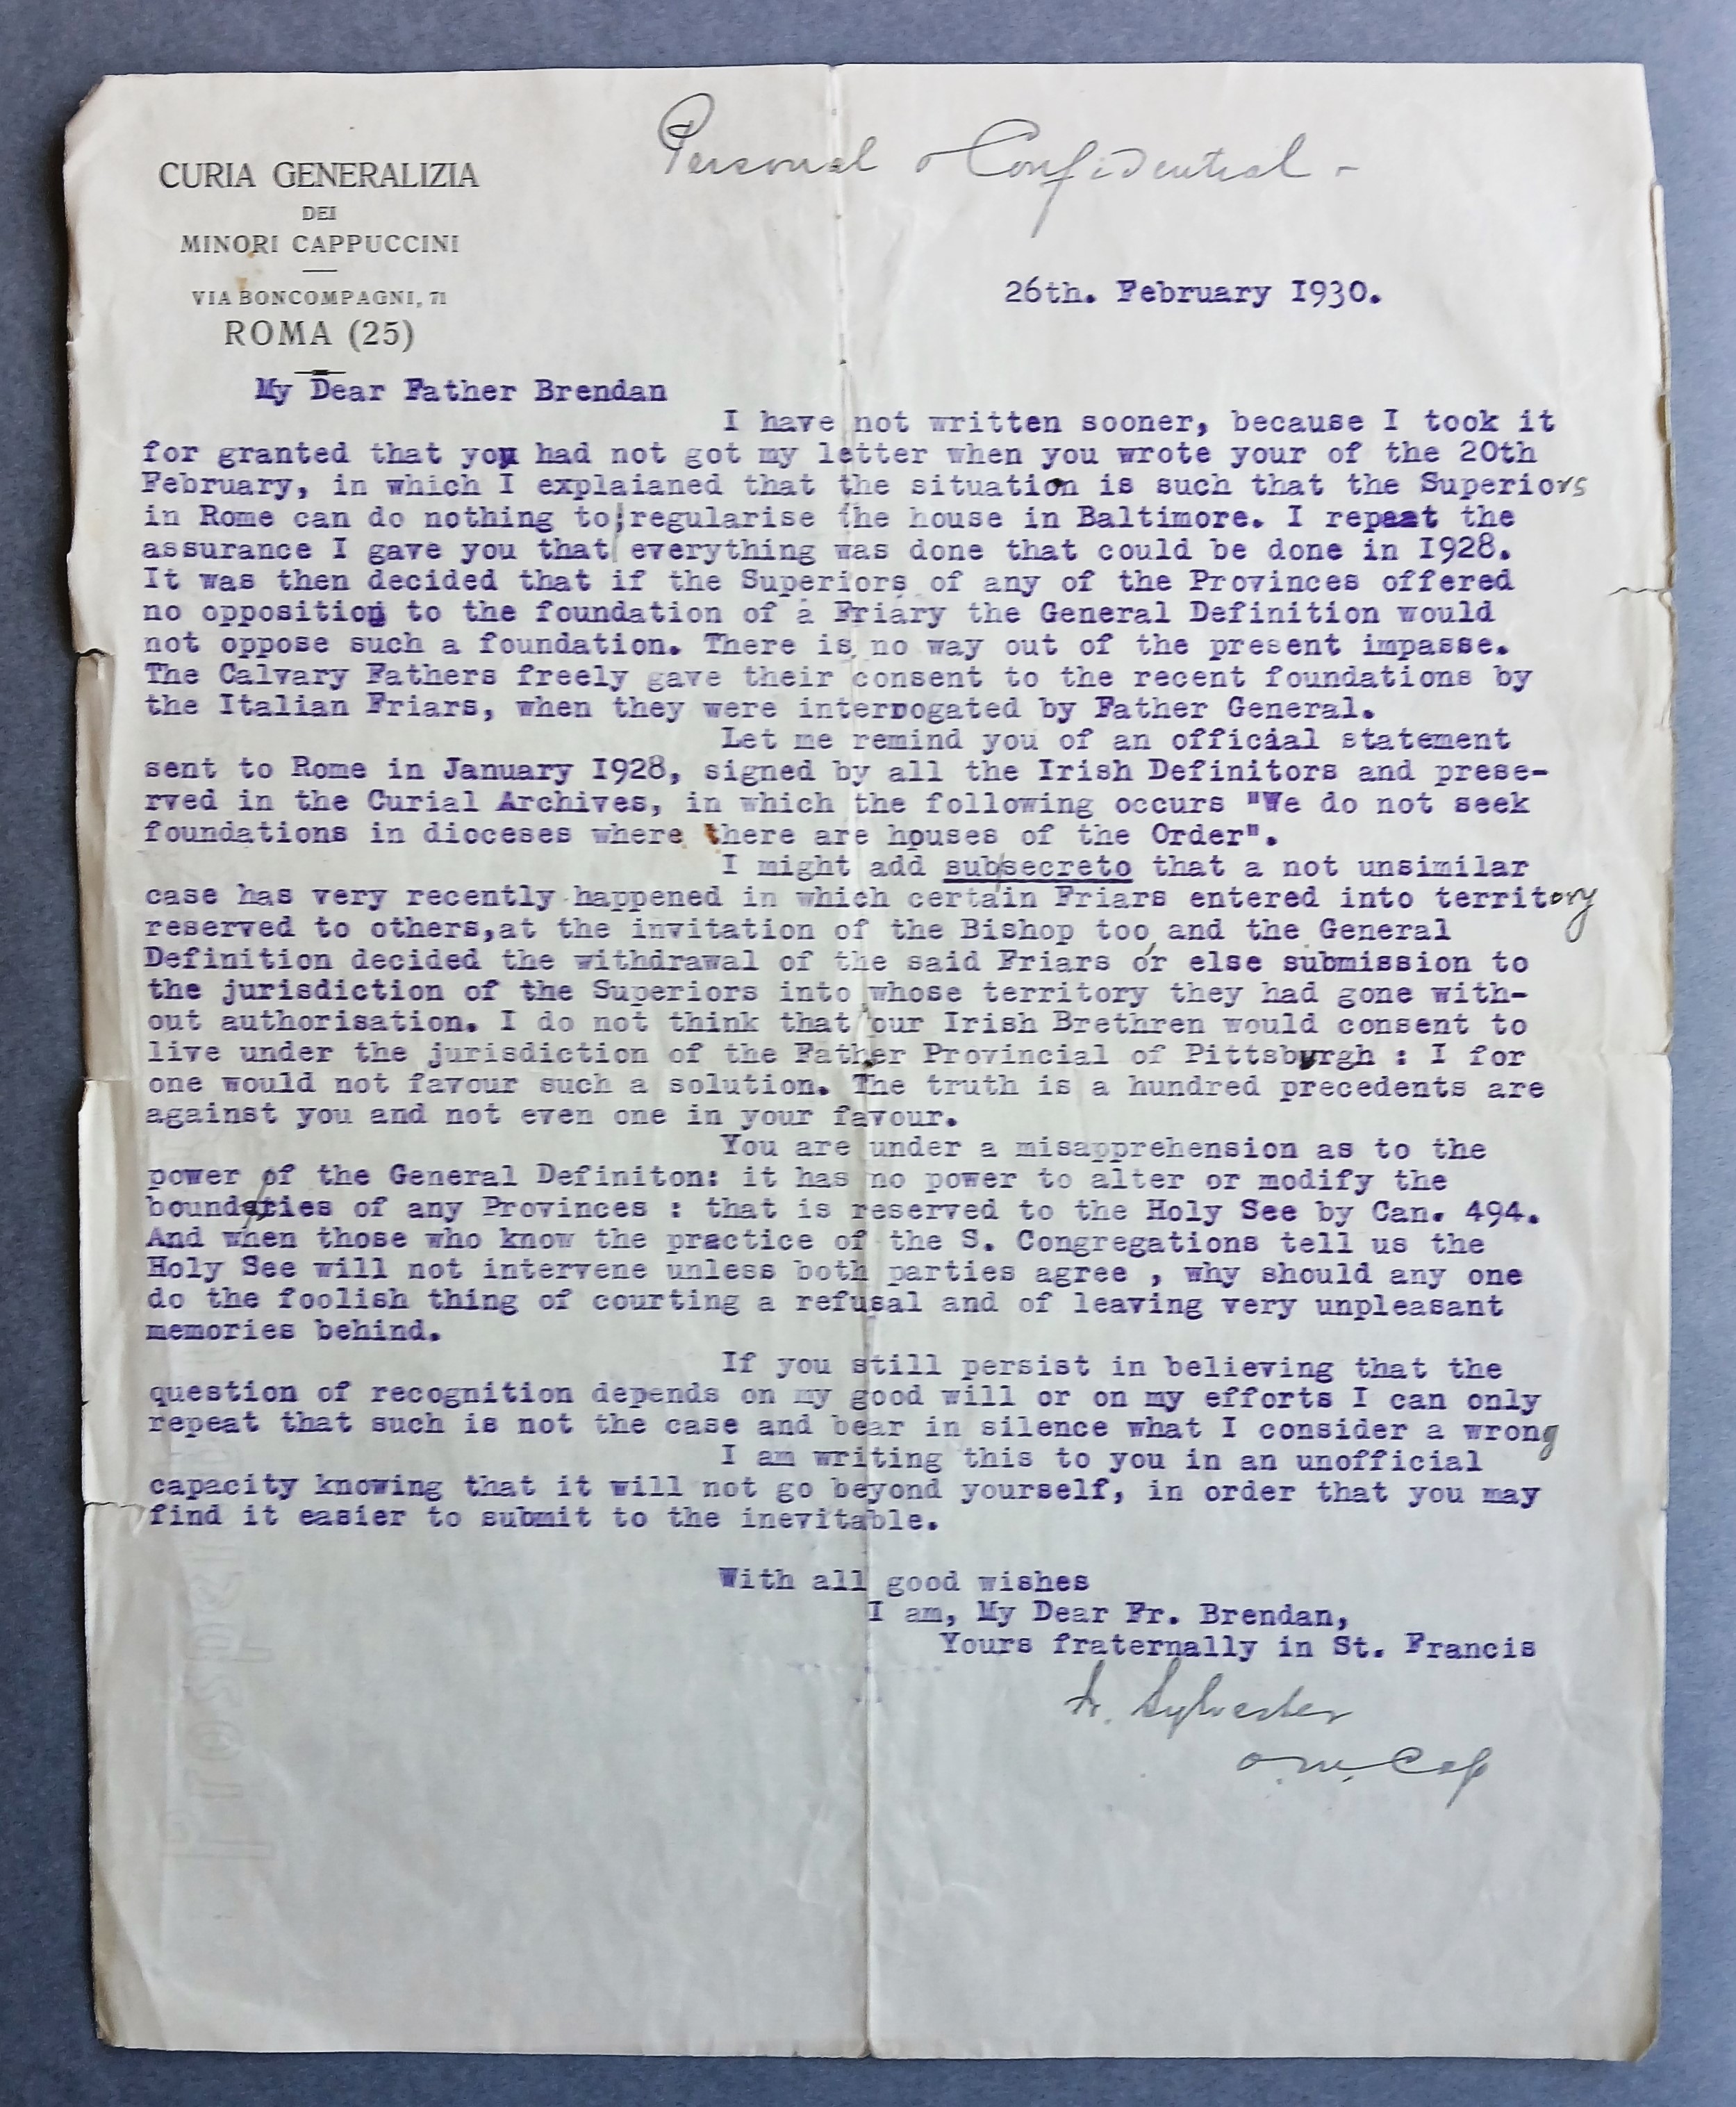 Personal & Confidential -
CURIA GENERALIZIA
DEI
MINORI CAPPUCCINI
VIA BONCOMPAGNI, 71
ROMA (25)
26th. February I930.
My Dear Father Brendan
I have not written sooner, because I took it
for granted that you had not got my letter when you wrote your of the 20th
February, in which I explaianed that the situation is such that the Superiors
in Rome can do nothing to regularise the house in Baltimore. I repeat the
assurance I gave you that everything was done that could be done in I928.
It was then decided that if the Superiors of any of the Provinces offered
no opposition to the foundation of a Friary the General Definition would
not oppose such a foundation. There is no way out of the present impasse.
The Calvary Fathers freely gave their consent to the recent foundations by
the Italian Friars, when they were interrogated by Father General.
Let me remind you of an official statement
sent to Rome in January I928, signed by all the Irish Definitors and prese-
rved in the Curial Archives, in which the following occurs "We do not seek
foundations in dioceses where there are houses of the Order".
I might add sub/secreto that a not unsimilar
case has very recently happened in which certain Friars entered into territory
reserved to others,at the invitation of the Bishop too, and the General
Definition decided the withdrawal of the said Friars or else submission to
the jurisdiction of the Superiors into whose territory they had gone with-
out authorisation. I do not think that our Irish Brethren would consent to
live under the jurisdiction of the Father Provincial of Pittsburgh : I for
one would not favour such a solution. The truth is a hundred precedents are
against you and not even one in your favour.
You are under a misapprehension as to the
power of the General Definiton: it has no power to alter or modify the
boundaries of any Provinces : that is reserved to the Holy See by Can. 494.
And when those who know the practice of the S. Congregations tell us the
Holy See will not intervene unless both parties agree , why should any one
do the foolish thing of courting a refusal and of leaving very unpleasant
memories behind.
If you still persist in believing that the
question of recognition depends on my good will or on my efforts I can only
repeat that such is not the case and bear in silence what I consider a wrong
I am writing this to you in an unofficial
capacity knowing that it will not go beyond yourself, in order that you may
find it easier to submit to the inevitable.
With all good wishes
I am, My Dear Fr. Brendan,
Yours fraternally in St. Francis
fr. Sylvester
O.M. Cap